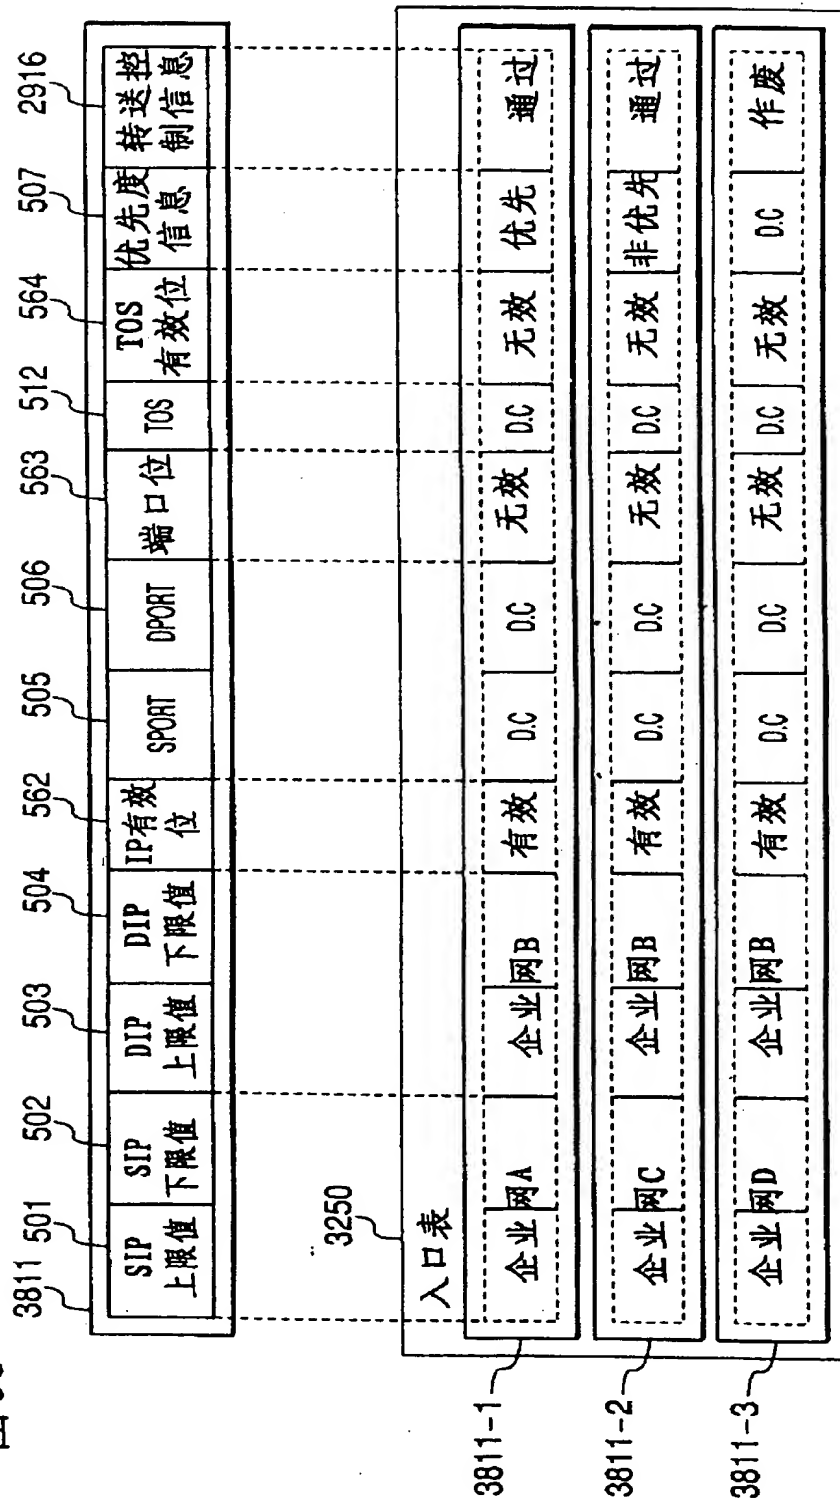 3811 501 502 503 504 562 505 506 563 512 564 507 2916
SIP 上限值
SIP 下限值
DIP 上限值
DIP 下限值
IP有效位
SPORT
DPORT
端口位
TOS
TOS 有效位
优先度信息
转送控制信息
3250
入口表
3811-1 企业网A 企业网B 有效 D.C D.C 无效 D.C 无效 优先 通过
3811-2 企业网C 企业网B 有效 D.C D.C 无效 D.C 无效 非优先 通过
3811-3 企业网D 企业网B 有效 D.C D.C 无效 D.C 无效 D.C 作废